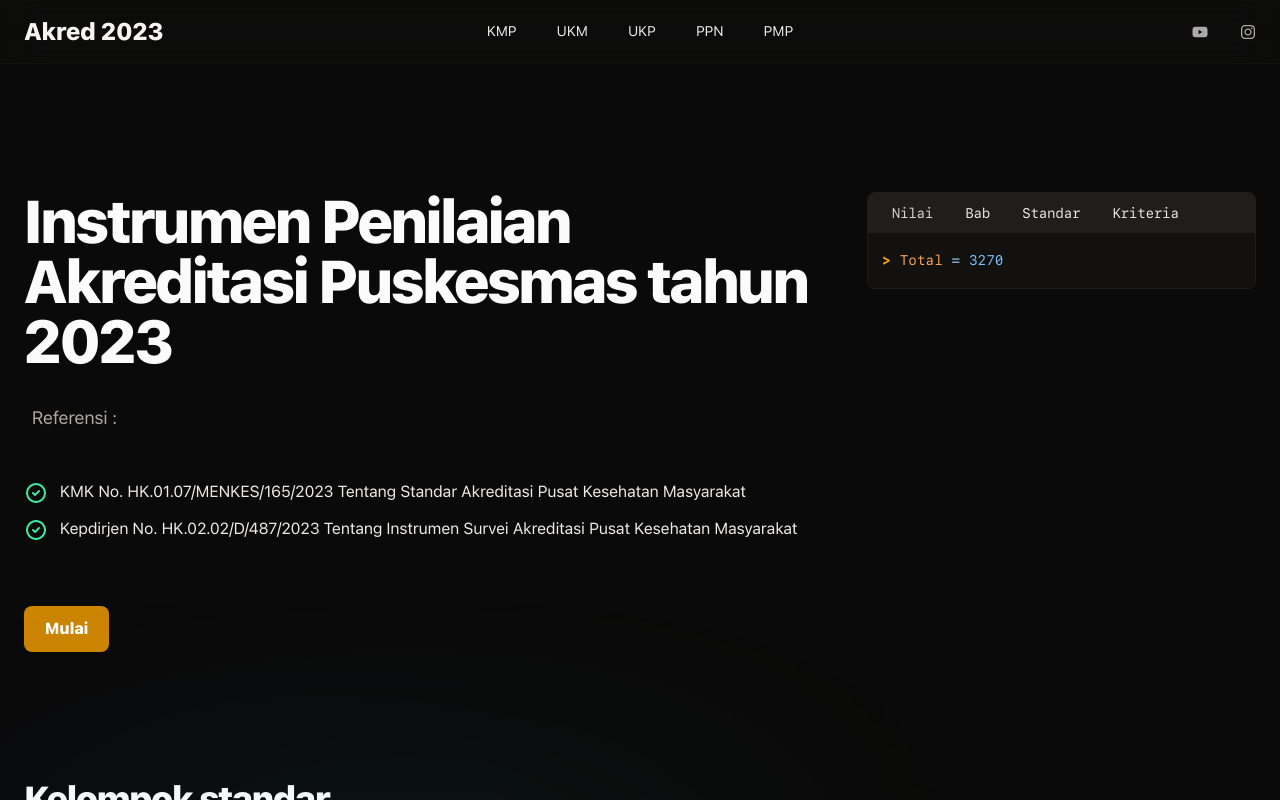 Akred 2023
KMP
UKM
UKP
PPN
PMP
Instrumen Penilaian
Akreditasi Puskesmas tahun
2023
Referensi :
KMK No. HK.01.07/MENKES/165/2023 Tentang Standar Akreditasi Pusat Kesehatan Masyarakat
Kepdirjen No. HK.02.02/D/487/2023 Tentang Instrumen Survei Akreditasi Pusat Kesehatan Masyarakat
Mulai
Nilai
Bab
Standar
Kriteria
> Total = 3270
Kelompok standar